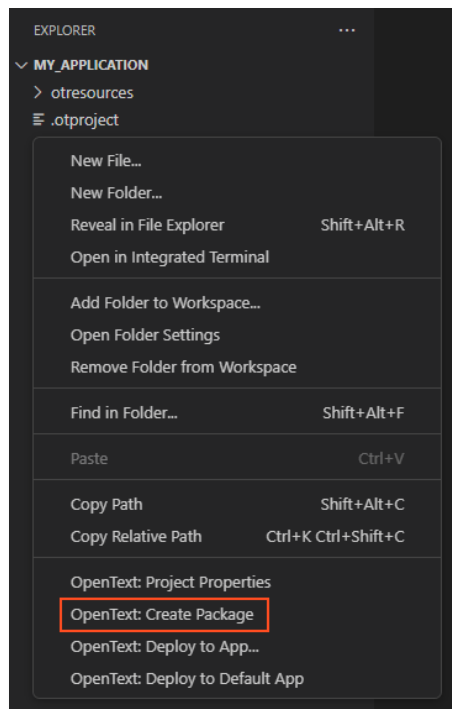 EXPLORER ...
MY_APPLICATION
otresources
.otproject
New File...
New Folder...
Reveal in File Explorer Shift+Alt+R
Open in Integrated Terminal
Add Folder to Workspace...
Open Folder Settings
Remove Folder from Workspace
Find in Folder... Shift+Alt+F
Paste Ctrl+V
Copy Path Shift+Alt+C
Copy Relative Path Ctrl+K Ctrl+Shift+C
OpenText: Project Properties
OpenText: Create Package
OpenText: Deploy to App...
OpenText: Deploy to Default App